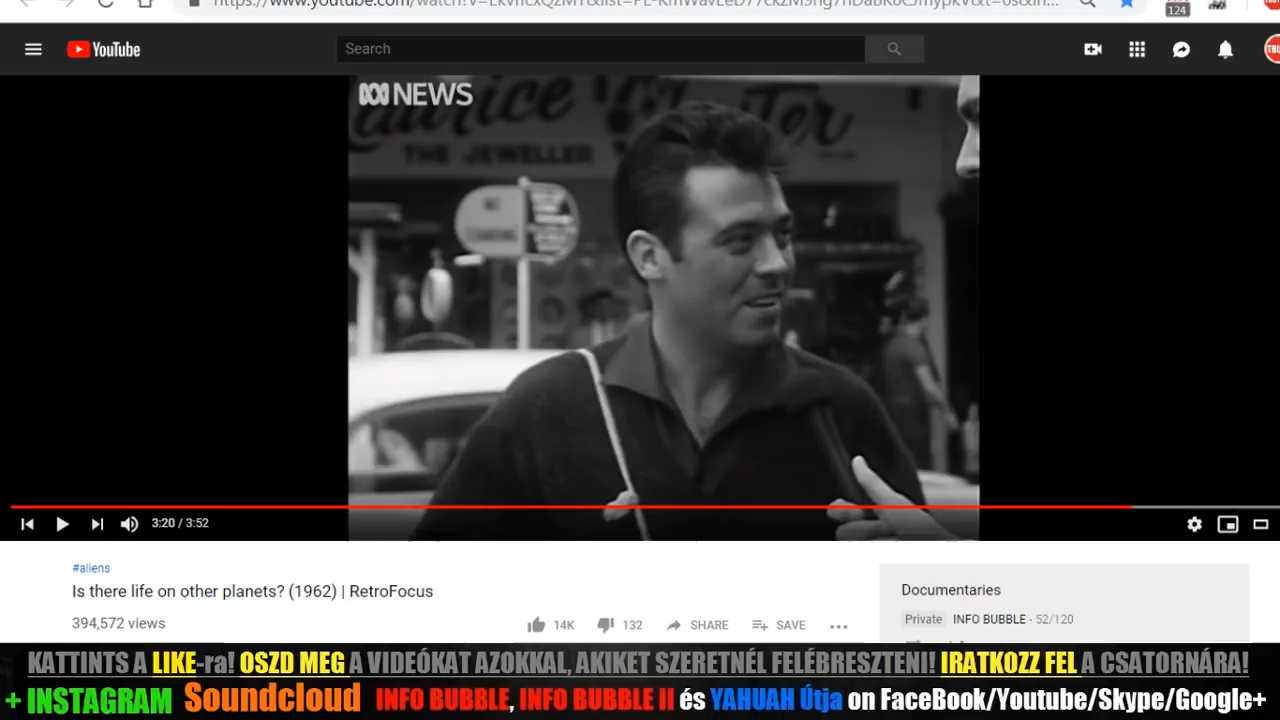 124
YouTube
Search
NEWS
THE JEWELLER
3:20 / 3:52
#aliens
Is there life on other planets? (1962) | RetroFocus
394,572 views
14K 132 SHARE SAVE
Documentaries
Private INFO BUBBLE - 52/120
KATTINTS A LIKE-ra! OSZD MEG A VIDEÓKAT AZOKKAL, AKIKET SZERETNÉL FELÉBRESZTENI! IRATKOZZ FEL A CSATORNÁRA!
+ INSTAGRAM Soundcloud INFO BUBBLE, INFO BUBBLE II és YAHUAH Útja on FaceBook/Youtube/Skype/Google+